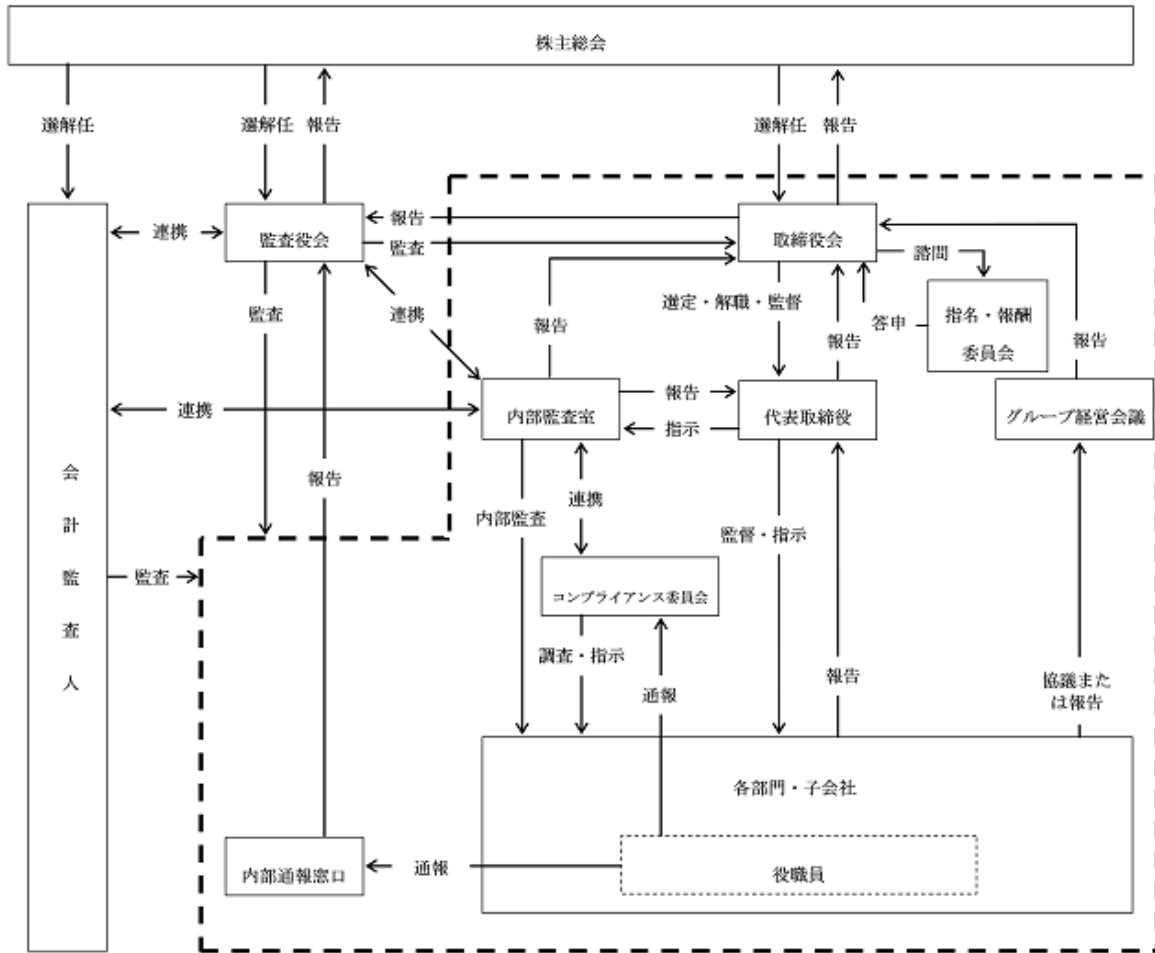 株主総会
選解任
選解任 報告
選解任 報告
連携
監査役会
報告
監査
取締役会
諮問
監査
連携
報告
選定・解職・監督
報告
答申
指名・報酬
委員会
報告
連携
内部監査室
報告
指示
代表取締役
グループ経営会議
会計監査人
報告
内部監査
連携
監督・指示
監査
コンプライアンス委員会
調査・指示
通報
報告
協議また
は報告
各部門・子会社
内部通報窓口
通報
役職員